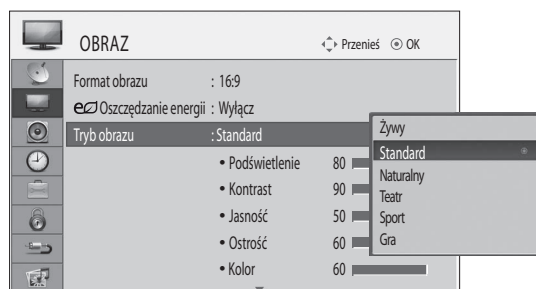 OBRAZ
Przenieś OK
Format obrazu : 16:9
Oszczędzanie energii : Wyłącz
Tryb obrazu : Standard
• Podświetlenie 80
• Kontrast 90
• Jasność 50
• Ostrość 60
• Kolor 60
Żywy
Standard
Naturalny
Teatr
Sport
Gra